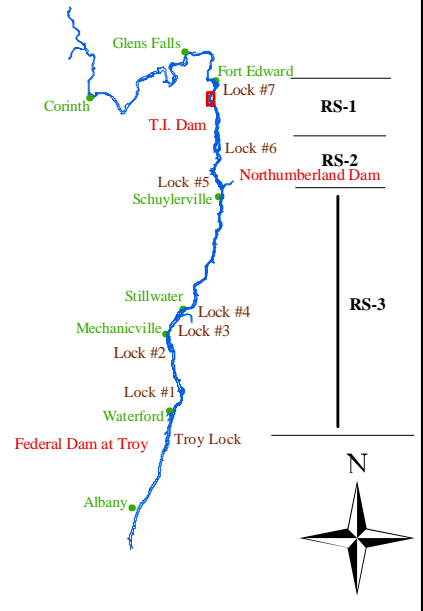 Glens Falls
Fort Edward
Lock #7
Corinth
RS-1
T.I. Dam
Lock #6
RS-2
Northumberland Dam
Lock #5
Schuylerville
Stillwater
RS-3
Lock #4
Mechanicville
Lock #3
Lock #2
Lock #1
Waterford
Federal Dam at Troy
Troy Lock
N
Albany